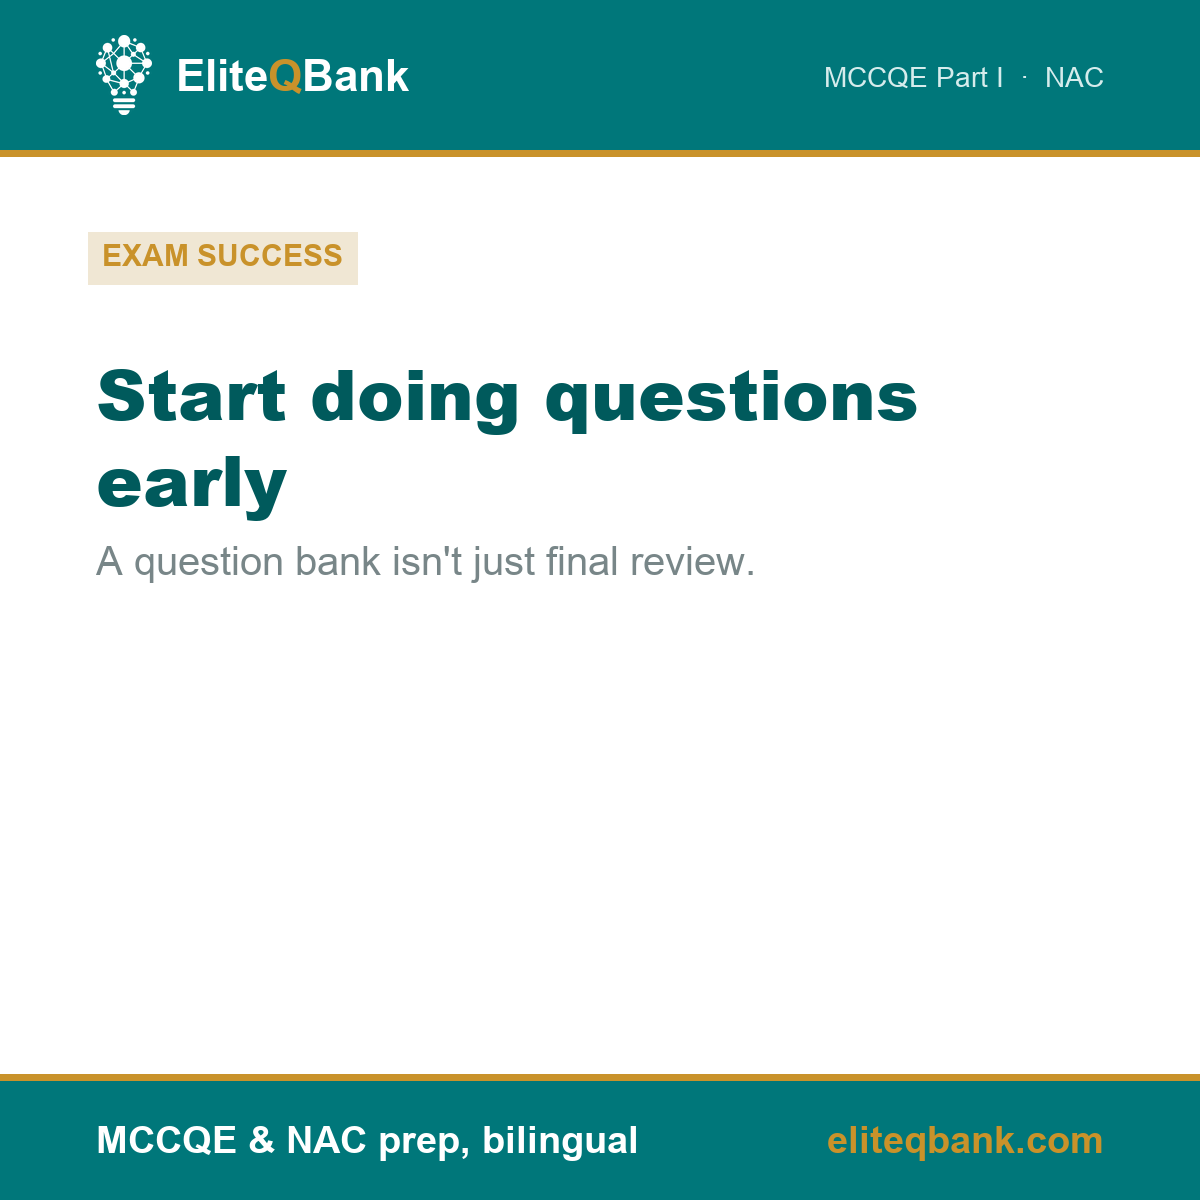 EliteQBank
MCCQE Part I · NAC
EXAM SUCCESS
Start doing questions
early
A question bank isn't just final review.
MCCQE & NAC prep, bilingual
eliteqbank.com